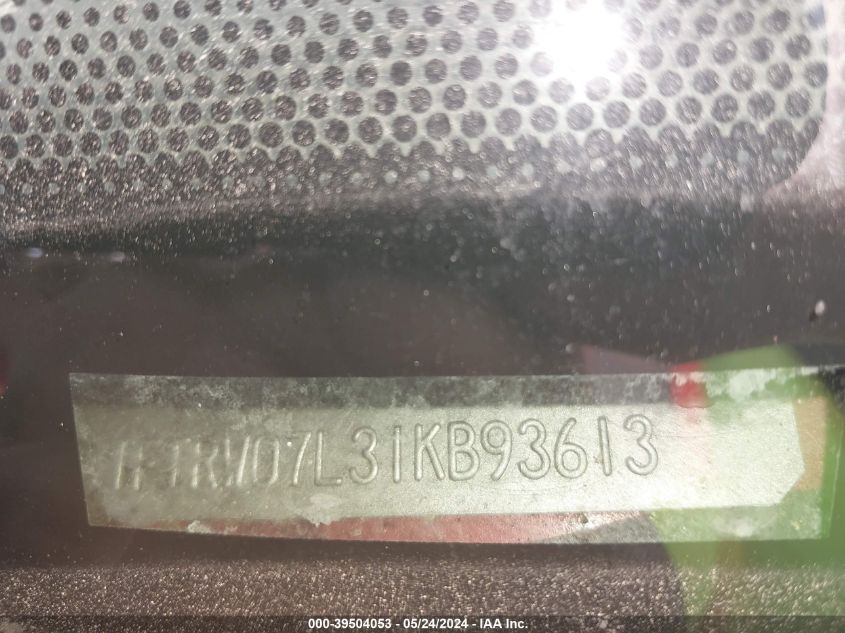 1FTRW07L31KB93613
000-39504053 - 05/24/2024 - IAA Inc.